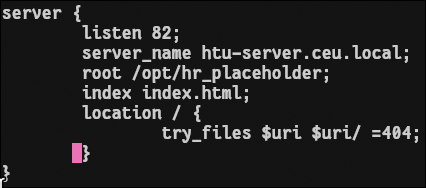 server {
listen 82;
server_name htu-server.ceu.local;
root /opt/hr_placeholder;
index index.html;
location / {
try_files $uri $uri/ =404;
}
}